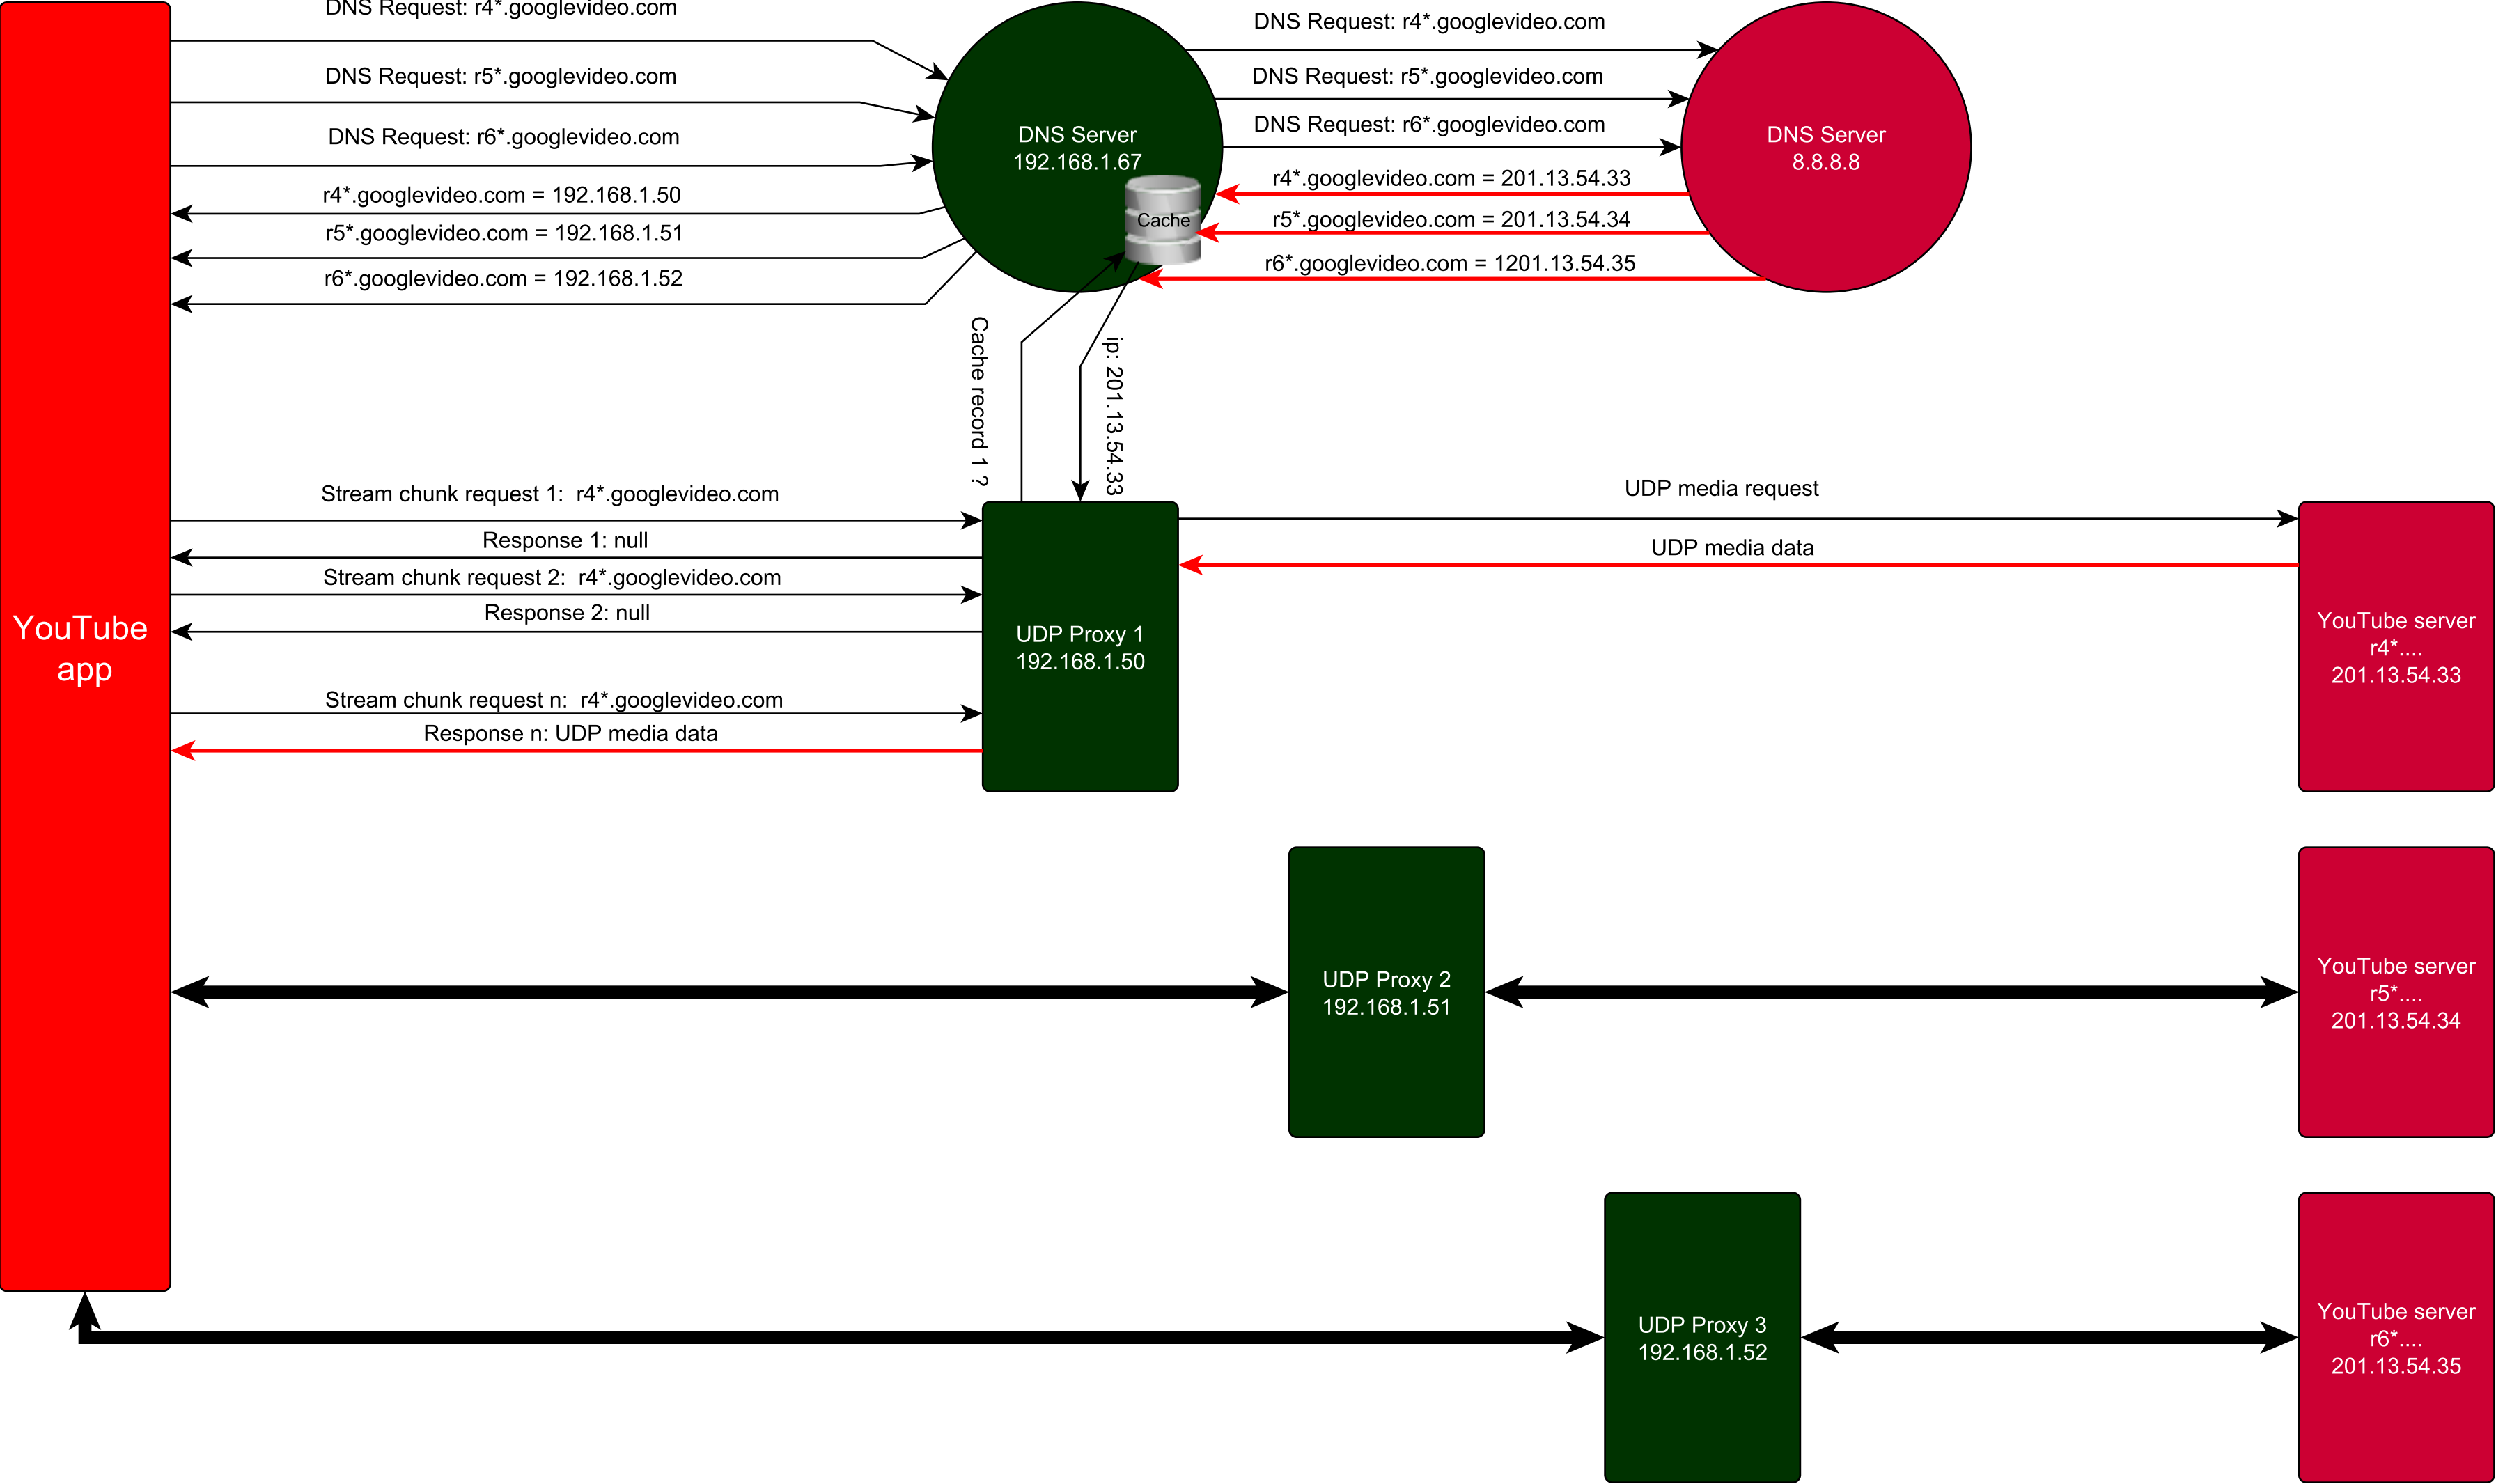 DNS Request: r4*.googlevideo.com
DNS Request: r5*.googlevideo.com
DNS Request: r6*.googlevideo.com
r4*.googlevideo.com = 192.168.1.50
r5*.googlevideo.com = 192.168.1.51
r6*.googlevideo.com = 192.168.1.52
DNS Server
192.168.1.67
Cache
DNS Request: r4*.googlevideo.com
DNS Request: r5*.googlevideo.com
DNS Request: r6*.googlevideo.com
r4*.googlevideo.com = 201.13.54.33
r5*.googlevideo.com = 201.13.54.34
r6*.googlevideo.com = 1201.13.54.35
DNS Server
8.8.8.8
Cache record 1 ?
ip: 201.13.54.33
YouTube
app
Stream chunk request 1:  r4*.googlevideo.com
Response 1: null
Stream chunk request 2:  r4*.googlevideo.com
Response 2: null
Stream chunk request n:  r4*.googlevideo.com
Response n: UDP media data
UDP Proxy 1
192.168.1.50
UDP media request
UDP media data
YouTube server
r4*....
201.13.54.33
UDP Proxy 2
192.168.1.51
YouTube server
r5*....
201.13.54.34
UDP Proxy 3
192.168.1.52
YouTube server
r6*....
201.13.54.35